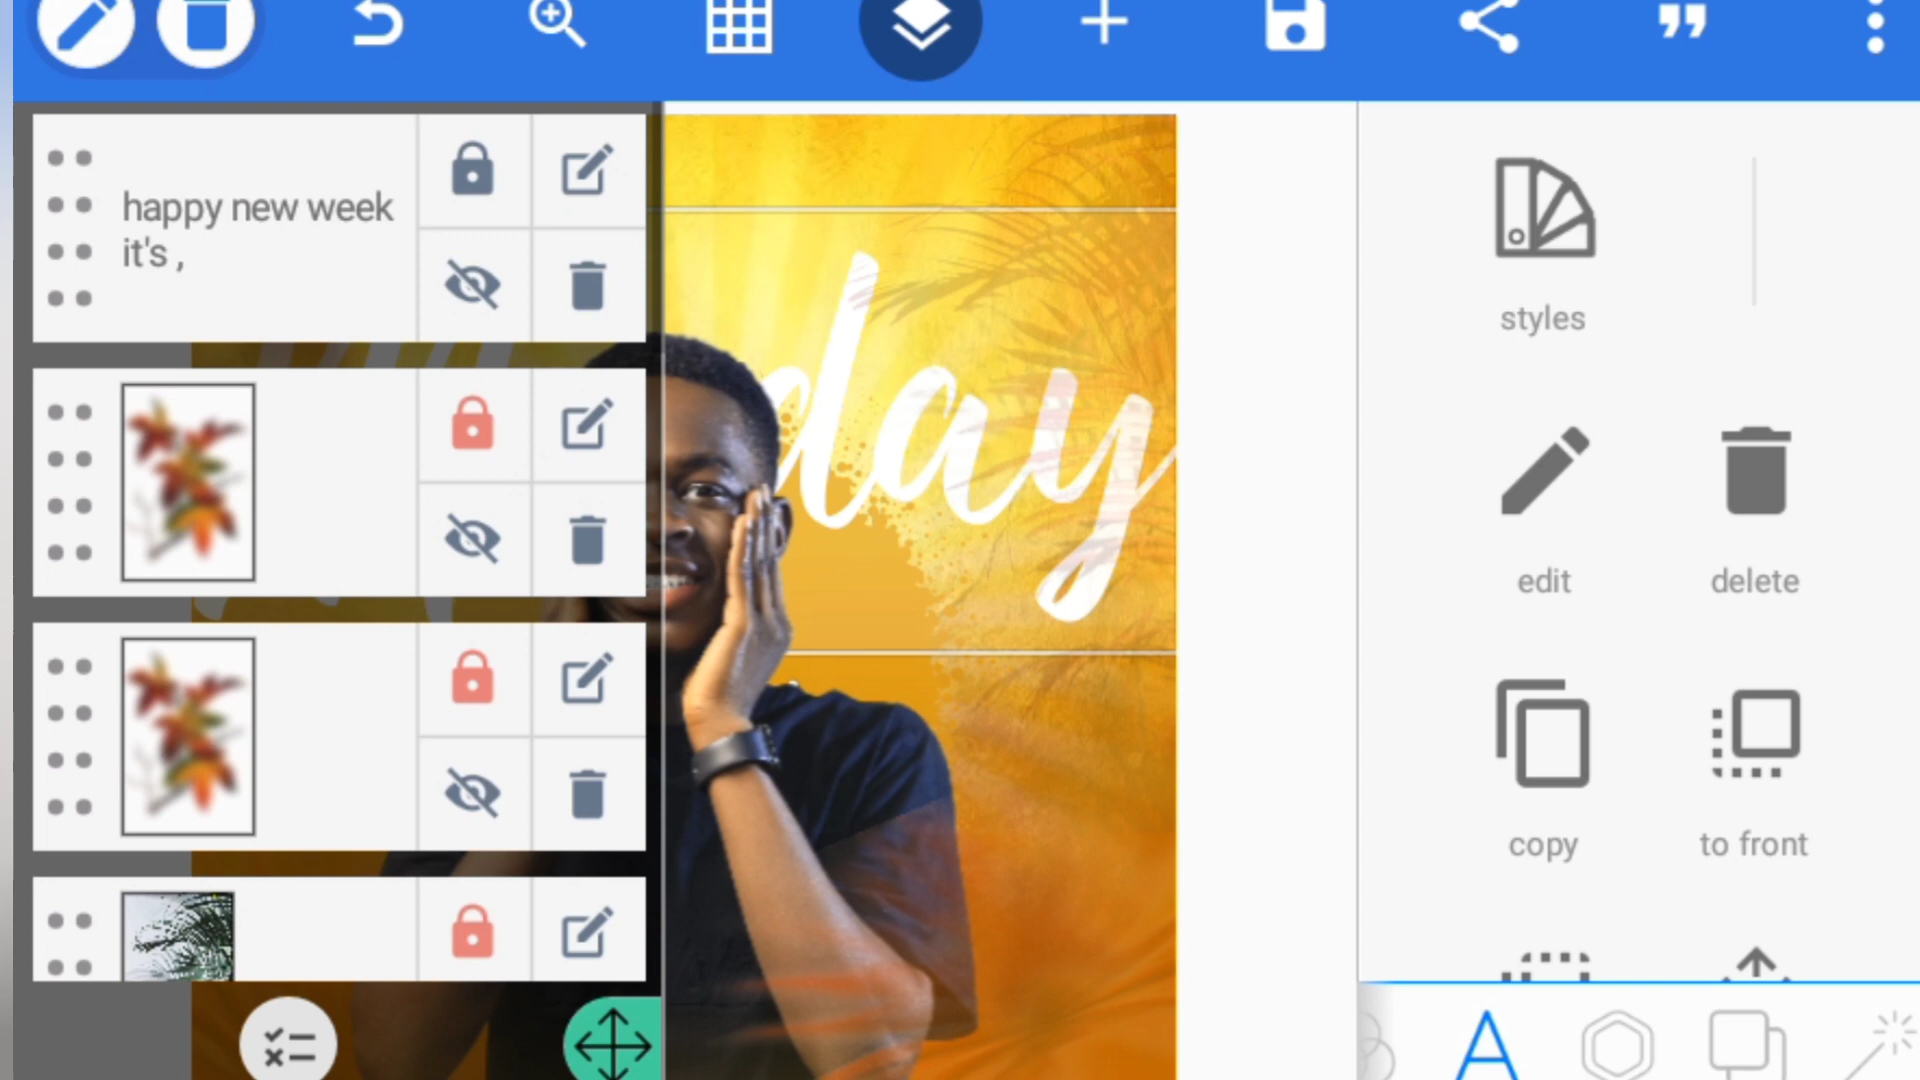 happy new week
it's ,
day
styles
edit
delete
copy
to front